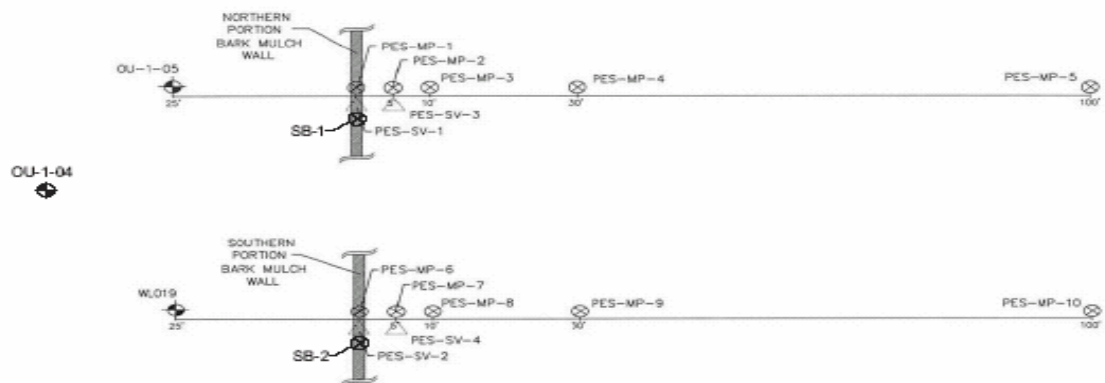 NORTHERN
PORTION
BARK MULCH
WALL
PES-MP-1
PES-MP-2
OU-1-05
PES-MP-3
PES-MP-4
PES-MP-5
25'
5'
10'
30'
100'
PES-SV-3
SB-1
PES-SV-1
OU-1-04
SOUTHERN
PORTION
BARK MULCH
WALL
PES-MP-6
PES-MP-7
WL019
PES-MP-8
PES-MP-9
PES-MP-10
25'
5'
10'
30'
100'
PES-SV-4
SB-2
PES-SV-2